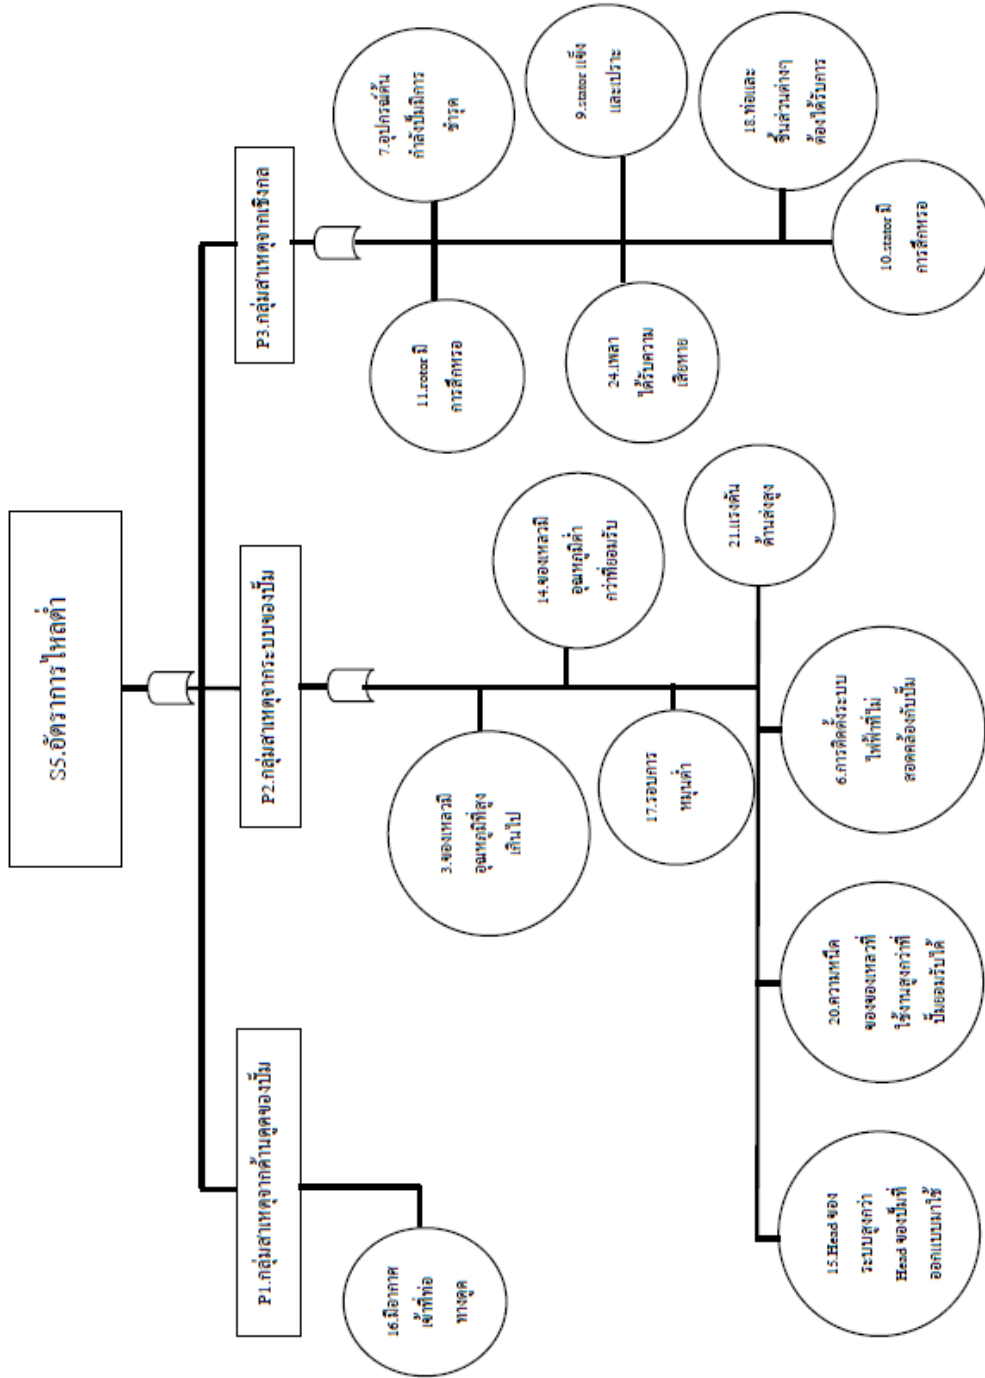 S5.อัตราการไหลต่ำ
P1.กลุ่มสาเหตุจากด้านดูดของปั๊ม
P2.กลุ่มสาเหตุจากระบบของปั๊ม
P3.กลุ่มสาเหตุจากเชิงกล
16.มีอากาศ
เข้าที่ท่อ
ทางดูด
3.ของเหลวมี
อุณหภูมิที่สูง
เกินไป
14.ของเหลวมี
อุณหภูมิต่ำ
กว่าที่ยอมรับ
17.รอบการ
หมุนต่ำ
21.แรงดัน
ด้านส่งสูง
15.Head ของ
ระบบสูงกว่า
Head ของปั๊มที่
ออกแบบมาใช้
20.ความหนืด
ของของเหลวที่
ใช้งานสูงกว่าที่
ปั๊มยอมรับได้
6.การติดตั้งระบบ
ไฟฟ้าที่ไม่
สอดคล้องกับปั๊ม
11.rotor มี
การสึกหรอ
7.อุปกรณ์ต้น
กำลังปั๊มมีการ
ชำรุด
24.เพลา
ได้รับความ
เสียหาย
9.stator แข็ง
และเปราะ
18.ท่อและ
ชิ้นส่วนต่างๆ
ต้องได้รับการ
10.stator มี
การสึกหรอ